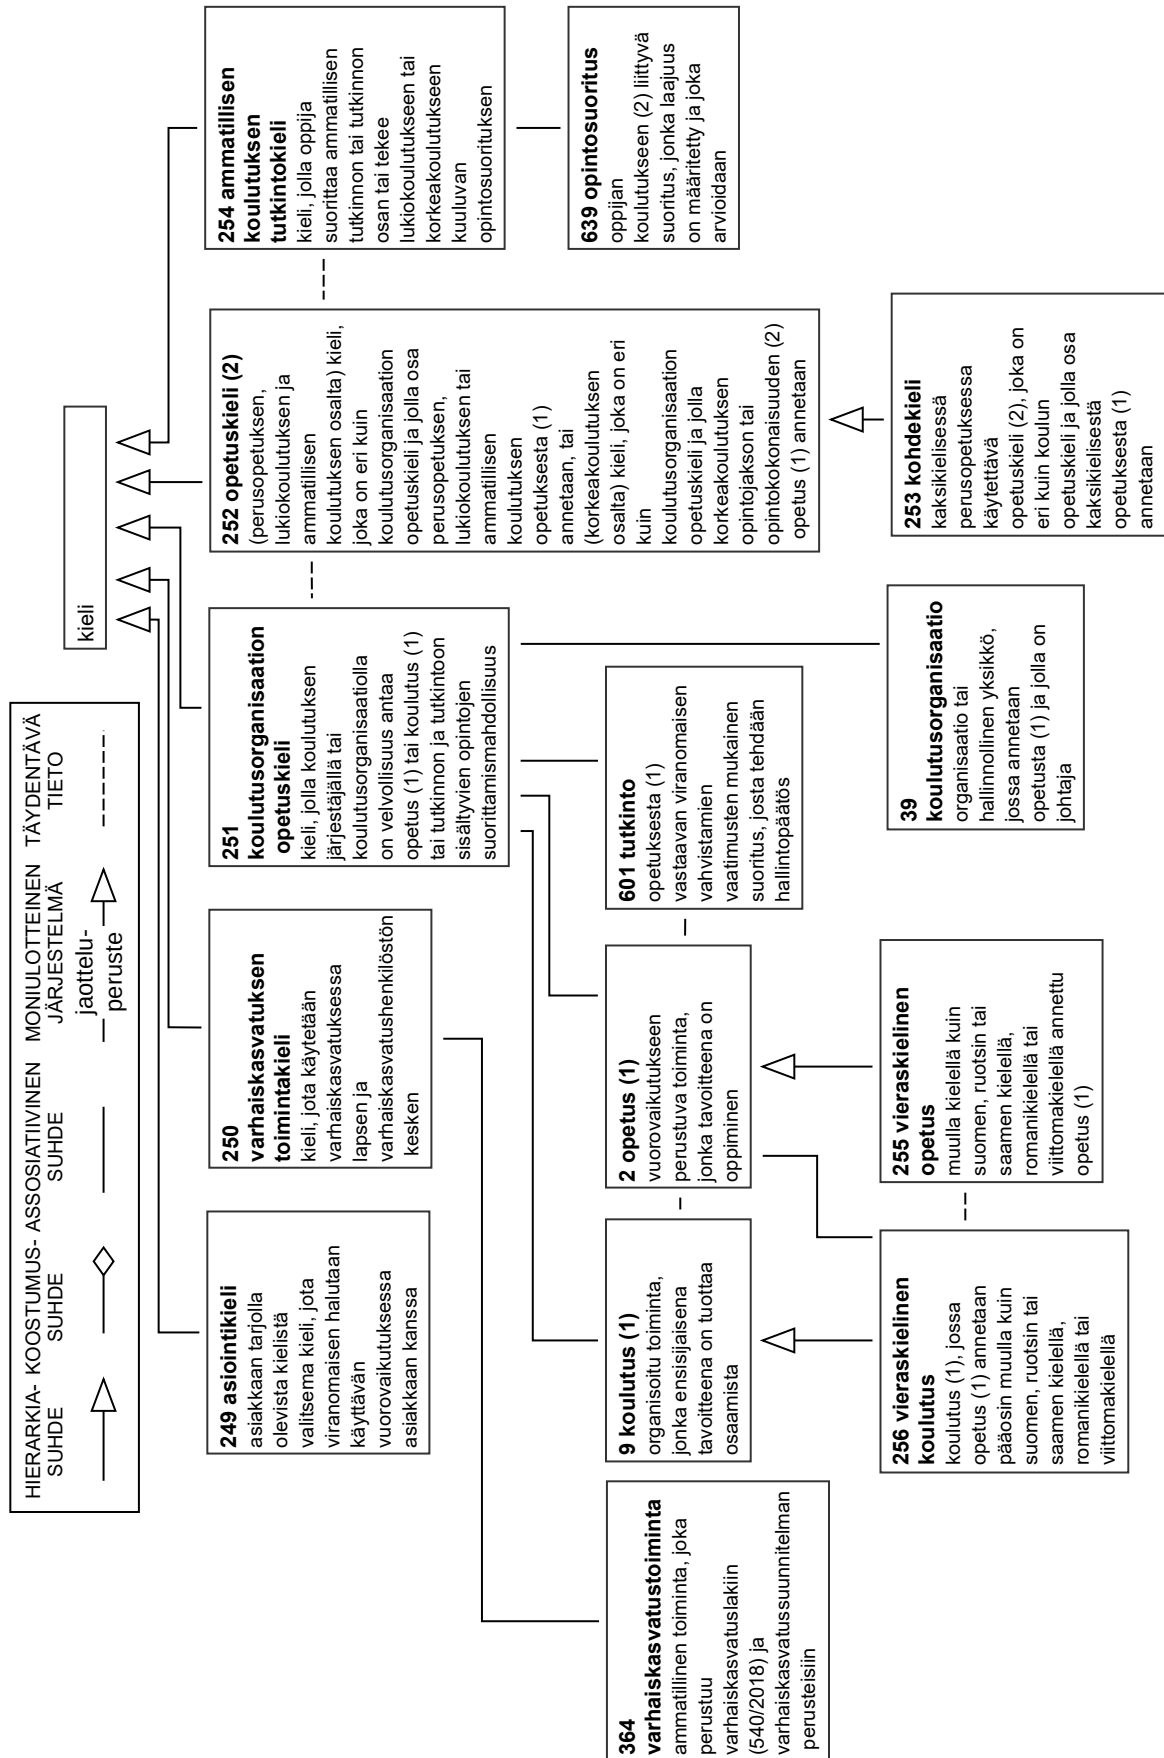 HIERARKIA- KOOSTUMUS- ASSOSIATIIVINEN MONIULOTTEINEN TÄYDENTÄVÄ
SUHDE SUHDE SUHDE JÄRJESTELMÄ TIETO
jaottelu-
peruste
kieli
249 asiointikieli
asiakkaan tarjolla
olevista kielistä
valitsema kieli, jota
viranomaisen halutaan
käyttävän
vuorovaikutuksessa
asiakkaan kanssa
250
varhaiskasvatuksen
toimintakieli
kieli, jota käytetään
varhaiskasvatuksessa
lapsen ja
varhaiskasvatushenkilöstön
kesken
251
koulutusorganisaation
opetuskieli
kieli, jolla koulutuksen
järjestäjällä tai
koulutusorganisaatiolla
on velvollisuus antaa
opetus (1) tai koulutus (1)
tai tutkinnon ja tutkintoon
sisältyvien opintojen
suorittamismahdollisuus
252 opetuskieli (2)
(perusopetuksen,
lukiokoulutuksen ja
ammatillisen
koulutuksen osalta) kieli,
joka on eri kuin
koulutusorganisaation
opetuskieli ja jolla osa
perusopetuksen,
lukiokoulutuksen tai
ammatillisen
koulutuksen
opetuksesta (1)
annetaan, tai
(korkeakoulutuksen
osalta) kieli, joka on eri
kuin
koulutusorganisaation
opetuskieli ja jolla
korkeakoulutuksen
opintojakson tai
opintokokonaisuuden (2)
opetus (1) annetaan
254 ammatillisen
koulutuksen
tutkintokieli
kieli, jolla oppija
suorittaa ammatillisen
tutkinnon tai tutkinnon
osan tai tekee
lukiokoulutukseen tai
korkeakoulutukseen
kuuluvan
opintosuorituksen
364
varhaiskasvatustoiminta
ammatillinen toiminta, joka
perustuu
varhaiskasvatuslakiin
(540/2018) ja
varhaiskasvatussuunnitelman
perusteisiin
9 koulutus (1)
organisoitu toiminta,
jonka ensisijaisena
tavoitteena on tuottaa
osaamista
2 opetus (1)
vuorovaikutukseen
perustuva toiminta,
jonka tavoitteena on
oppiminen
601 tutkinto
opetuksesta (1)
vastaavan viranomaisen
vahvistamien
vaatimusten mukainen
suoritus, josta tehdään
hallintopäätös
639 opintosuoritus
oppijan
koulutukseen (2) liittyvä
suoritus, jonka laajuus
on määritetty ja joka
arvioidaan
256 vieraskielinen
koulutus
koulutus (1), jossa
opetus (1) annetaan
pääosin muulla kuin
suomen, ruotsin tai
saamen kielellä,
romanikielellä tai
viittomakielellä
255 vieraskielinen
opetus
muulla kielellä kuin
suomen, ruotsin tai
saamen kielellä,
romanikielellä tai
viittomakielellä annettu
opetus (1)
39
koulutusorganisaatio
organisaatio tai
hallinnollinen yksikkö,
jossa annetaan
opetusta (1) ja jolla on
johtaja
253 kohdekieli
kaksikielisessä
perusopetuksessa
käytettävä
opetuskieli (2), joka on
eri kuin koulun
opetuskieli ja jolla osa
kaksikielisestä
opetuksesta (1)
annetaan